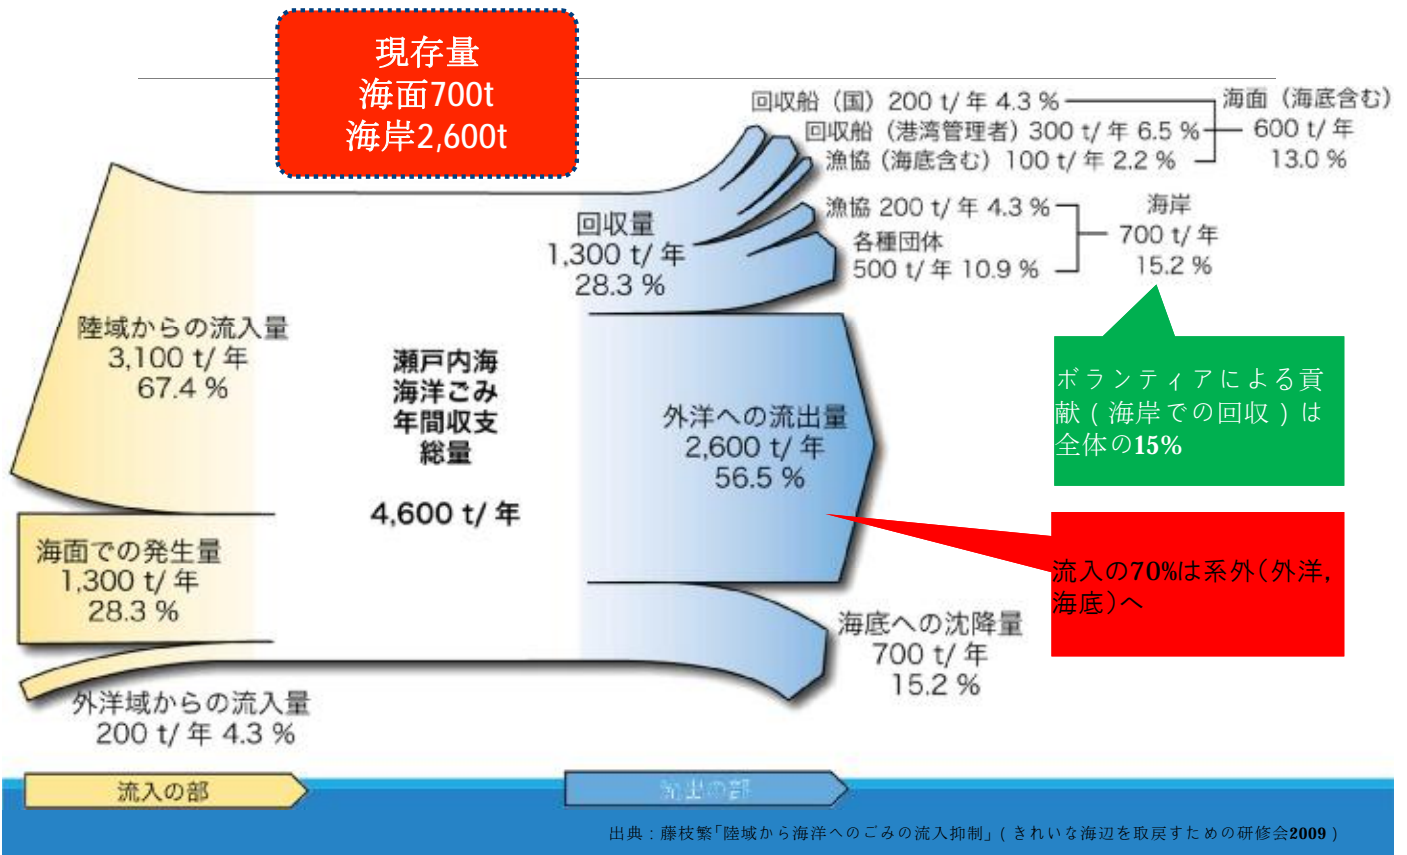 現存量
海面700t
海岸2,600t
回収船（国）200 t/ 年 4.3 %
回収船（港湾管理者）300 t/ 年 6.5 %
漁協（海底含む）100 t/ 年 2.2 %
海面（海底含む）
600 t/ 年
13.0 %
漁協 200 t/ 年 4.3 %
各種団体
500 t/ 年 10.9 %
海岸
700 t/ 年
15.2 %
回収量
1,300 t/ 年
28.3 %
陸域からの流入量
3,100 t/ 年
67.4 %
瀬戸内海
海洋ごみ
年間収支
総量
4,600 t/ 年
外洋への流出量
2,600 t/ 年
56.5 %
ボランティアによる貢
献(海岸での回収)は
全体の15%
海面での発生量
1,300 t/ 年
28.3 %
流入の70%は系外(外洋,
海底)へ
海底への沈降量
700 t/ 年
15.2 %
外洋域からの流入量
200 t/ 年 4.3 %
流入の部
流出の部
出典：藤枝繁「陸域から海洋へのごみの流入抑制」(きれいな海辺を取戻すための研修会2009)